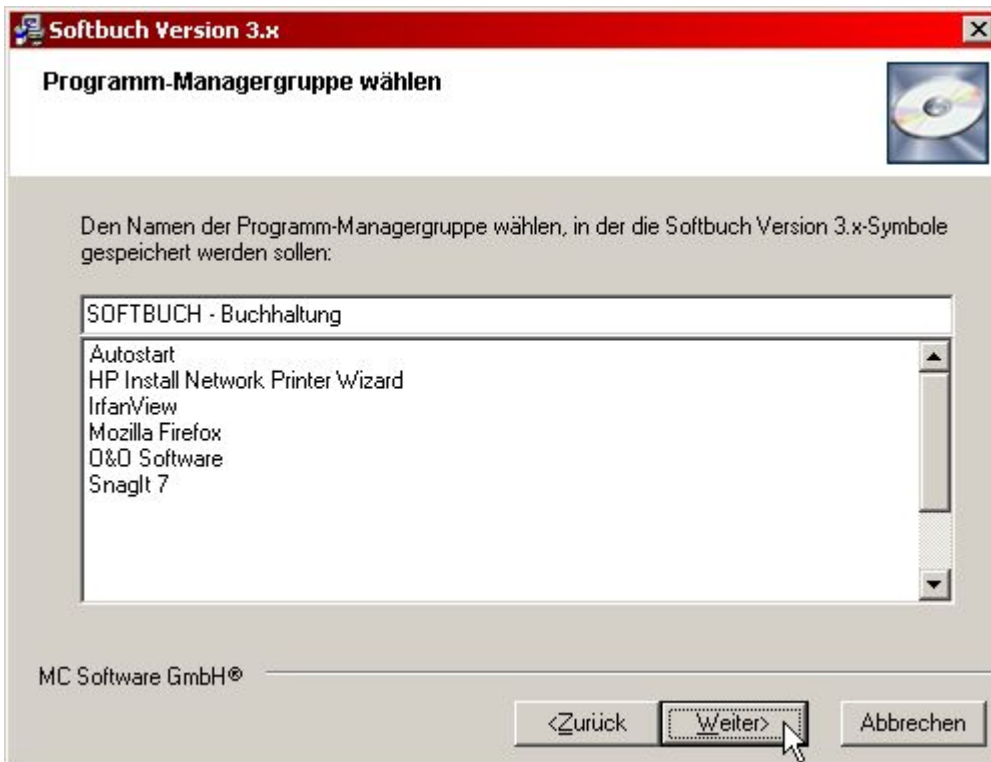 Softbuch Version 3.x
Programm-Managergruppe wählen
Den Namen der Programm-Managergruppe wählen, in der die Softbuch Version 3.x-Symbole
gespeichert werden sollen:
SOFTBUCH - Buchhaltung
Autostart
HP Install Network Printer Wizard
IrfanView
Mozilla Firefox
O&O Software
SnagIt 7
MC Software GmbH®
<Zurück
Weiter>
Abbrechen